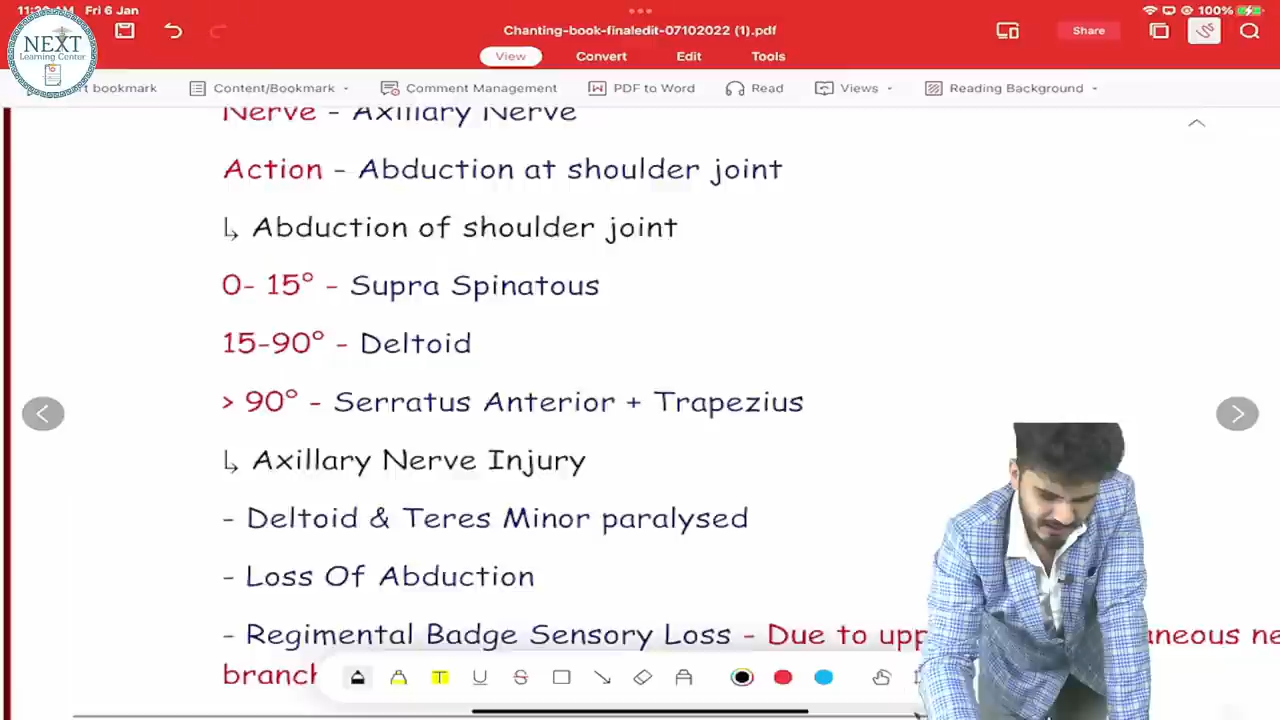 Fri 6 Jan
100%
NEXT
Learning Center
Chanting-book-finaledit-07102022 (1).pdf
Share
View Convert Edit Tools
bookmark Content/Bookmark Comment Management PDF to Word Read Views Reading Background
Nerve - Axillary Nerve
Action - Abduction at shoulder joint
↳ Abduction of shoulder joint
0- 15° - Supra Spinatous
15-90° - Deltoid
> 90° - Serratus Anterior + Trapezius
↳ Axillary Nerve Injury
- Deltoid & Teres Minor paralysed
- Loss Of Abduction
- Regimental Badge Sensory Loss - Due to
branch